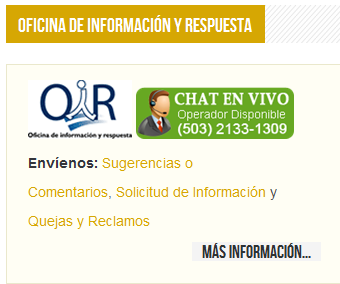 OFICINA DE INFORMACIÓN Y RESPUESTA
OIR
Oficina de información y respuesta
CHAT EN VIVO
Operador Disponible
(503) 2133-1309
Envíenos: Sugerencias o
Comentarios, Solicitud de Información y
Quejas y Reclamos
MÁS INFORMACIÓN...